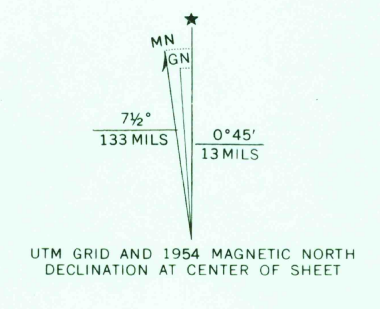 ★
MN
GN
7½°
133 MILS
0°45′
13 MILS
UTM GRID AND 1954 MAGNETIC NORTH
DECLINATION AT CENTER OF SHEET